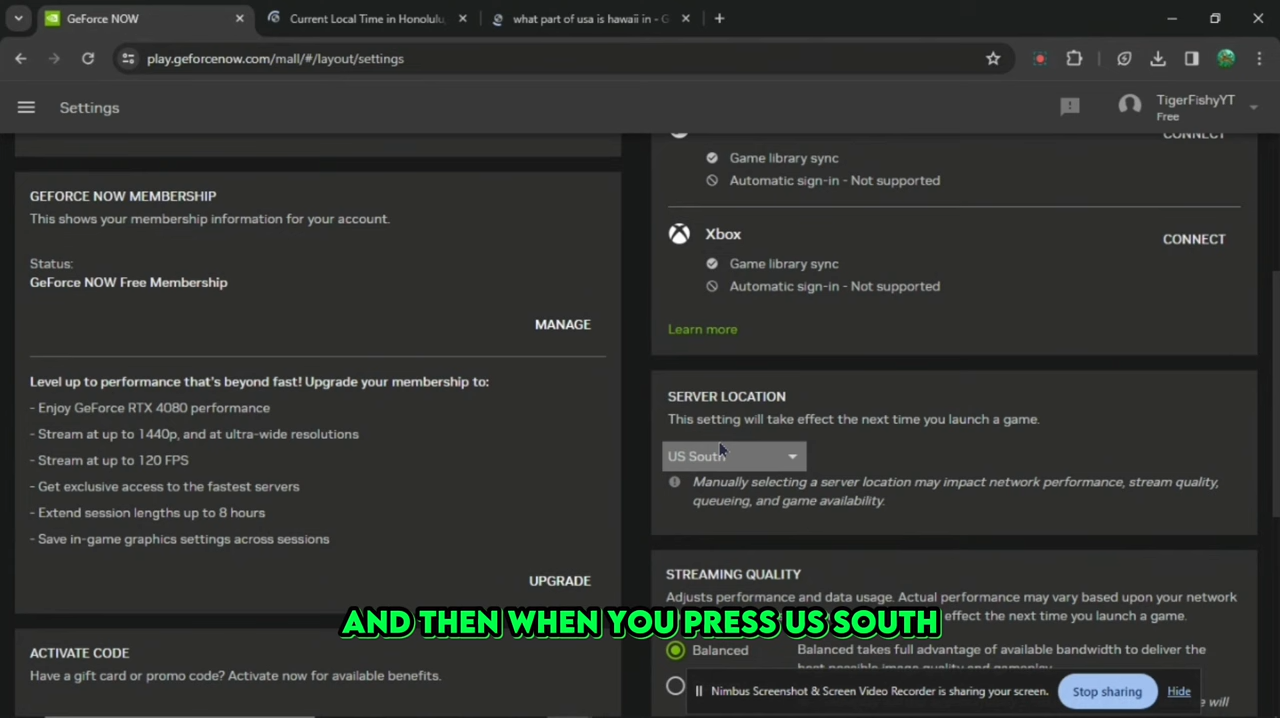 GeForce NOW
Current Local Time in Honolulu,
what part of usa is hawaii in - G
play.geforcenow.com/mall/#/layout/settings
Settings
TigerFishyYT
Free
CONNECT
Game library sync
Automatic sign-in - Not supported
Xbox
CONNECT
Game library sync
Automatic sign-in - Not supported
Learn more
GEFORCE NOW MEMBERSHIP
This shows your membership information for your account.
Status:
GeForce NOW Free Membership
MANAGE
Level up to performance that's beyond fast! Upgrade your membership to:
- Enjoy GeForce RTX 4080 performance
- Stream at up to 1440p, and at ultra-wide resolutions
- Stream at up to 120 FPS
- Get exclusive access to the fastest servers
- Extend session lengths up to 8 hours
- Save in-game graphics settings across sessions
UPGRADE
SERVER LOCATION
This setting will take effect the next time you launch a game.
US South
Manually selecting a server location may impact network performance, stream quality,
queueing, and game availability.
STREAMING QUALITY
Adjusts performance and data usage. Actual performance may vary based upon your network
effect the next time you launch a game.
AND THEN WHEN YOU PRESS US SOUTH
Balanced
Balanced takes full advantage of available bandwidth to deliver the
best possible image quality and gameplay
ACTIVATE CODE
Have a gift card or promo code? Activate now for available benefits.
Nimbus Screenshot & Screen Video Recorder is sharing your screen.
Stop sharing
Hide
will